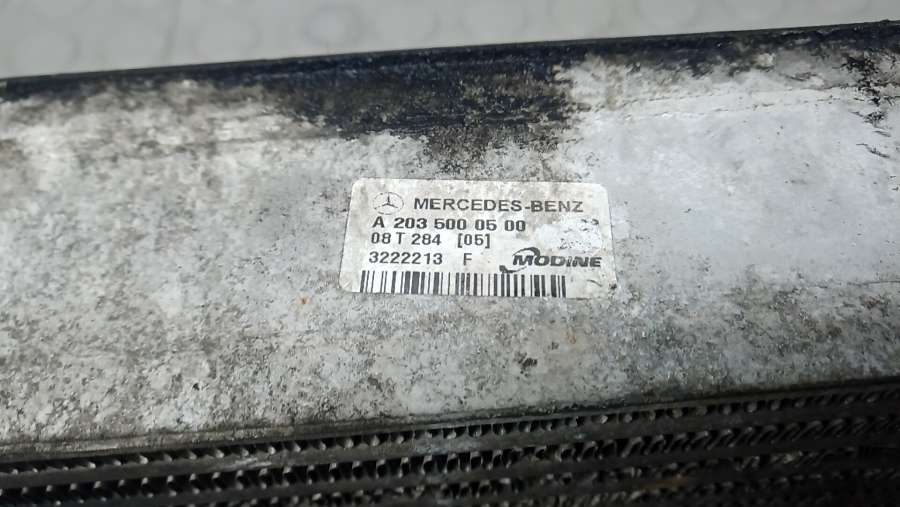 MERCEDES-BENZ
A 203 500 05 00
08 T 284 [05]
3222213 F MODINE